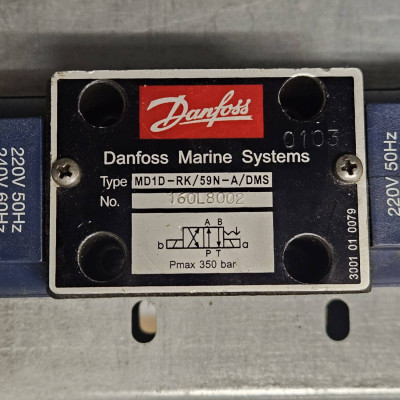 Danfoss
0103
Danfoss Marine Systems
Type MD1D-RK/59N-A/DMS
No. 160L8002
A B
b a
P T
Pmax 350 bar
3001 01 0079
220V 50Hz
240V 60Hz
220V 50Hz